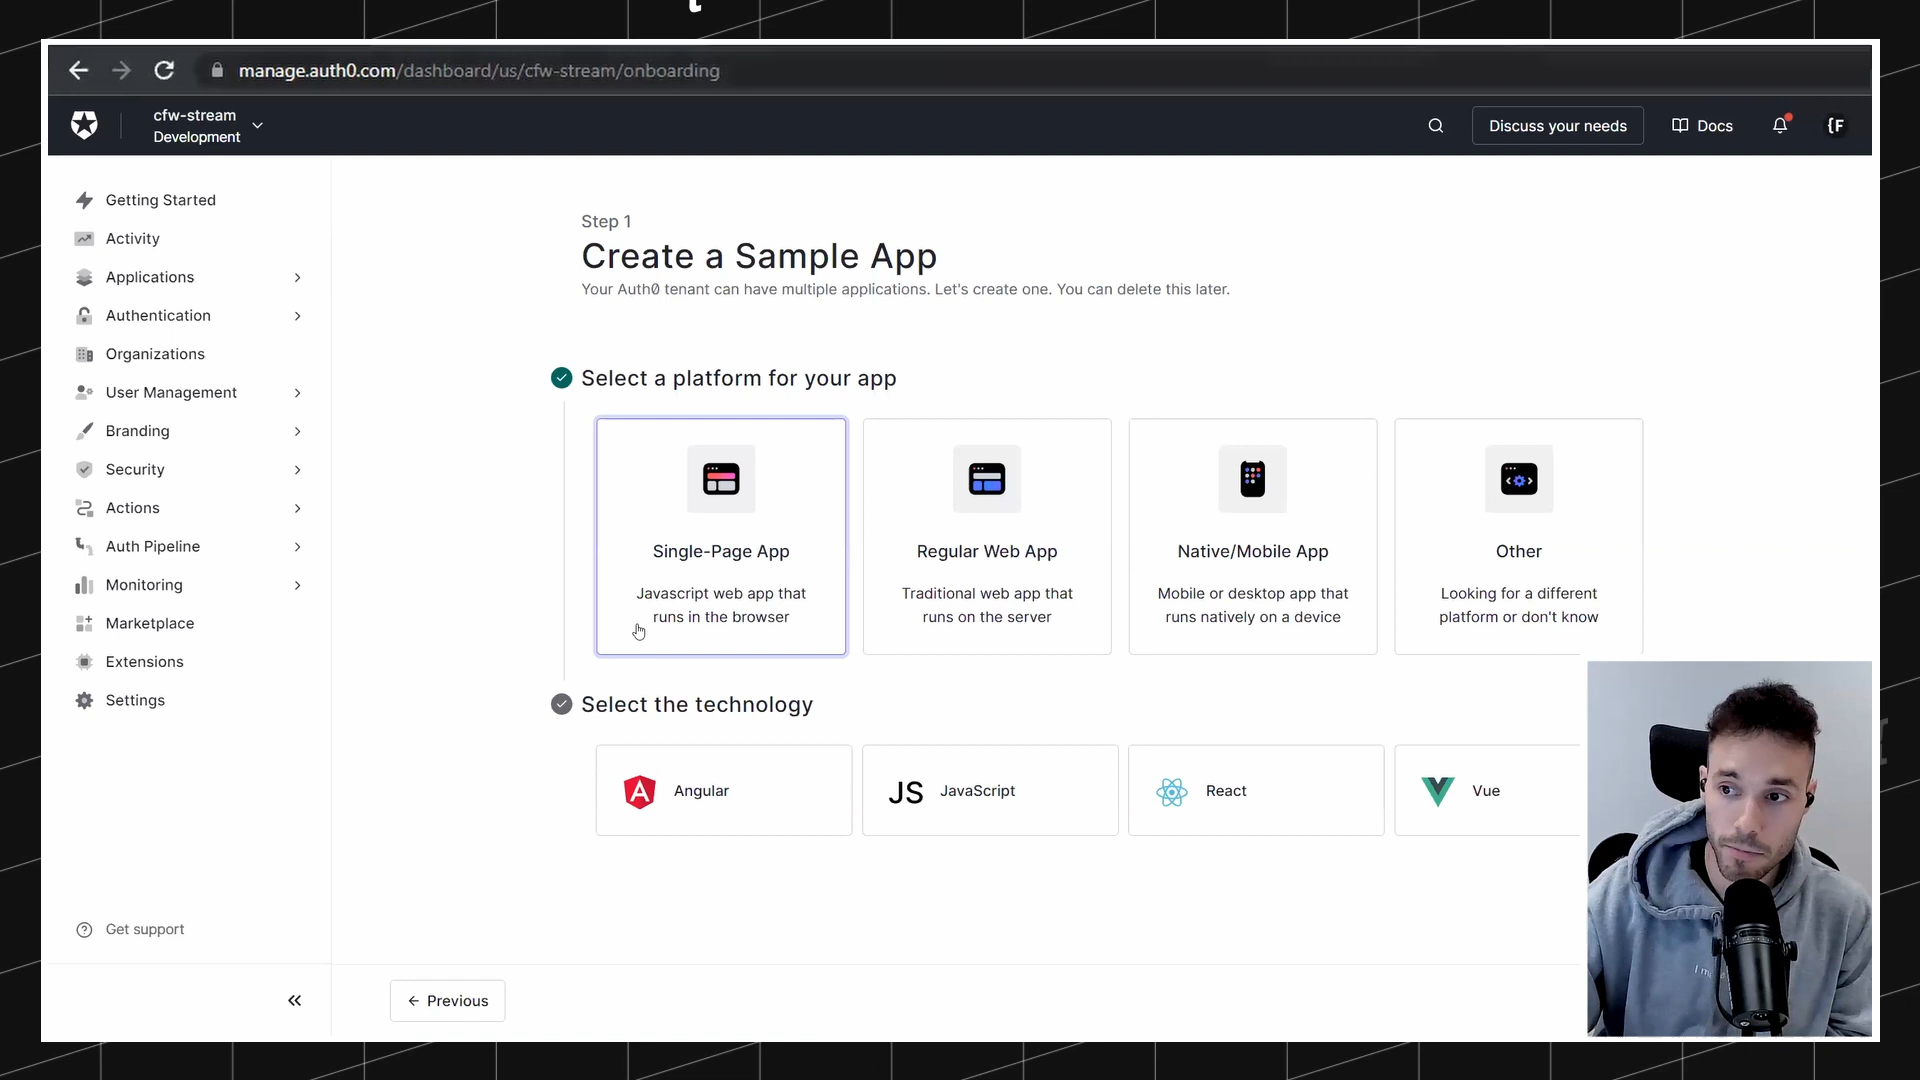 t
manage.auth0.com/dashboard/us/cfw-stream/onboarding
cfw-stream
Development
Discuss your needs
Docs
{F
Getting Started
Activity
Applications
Authentication
Organizations
User Management
Branding
Security
Actions
Auth Pipeline
Monitoring
Marketplace
Extensions
Settings
Get support
Step 1
Create a Sample App
Your Auth0 tenant can have multiple applications. Let's create one. You can delete this later.
Select a platform for your app
Single-Page App
Javascript web app that
runs in the browser
Regular Web App
Traditional web app that
runs on the server
Native/Mobile App
Mobile or desktop app that
runs natively on a device
Other
Looking for a different
platform or don't know
Select the technology
Angular
JS JavaScript
React
Vue
← Previous